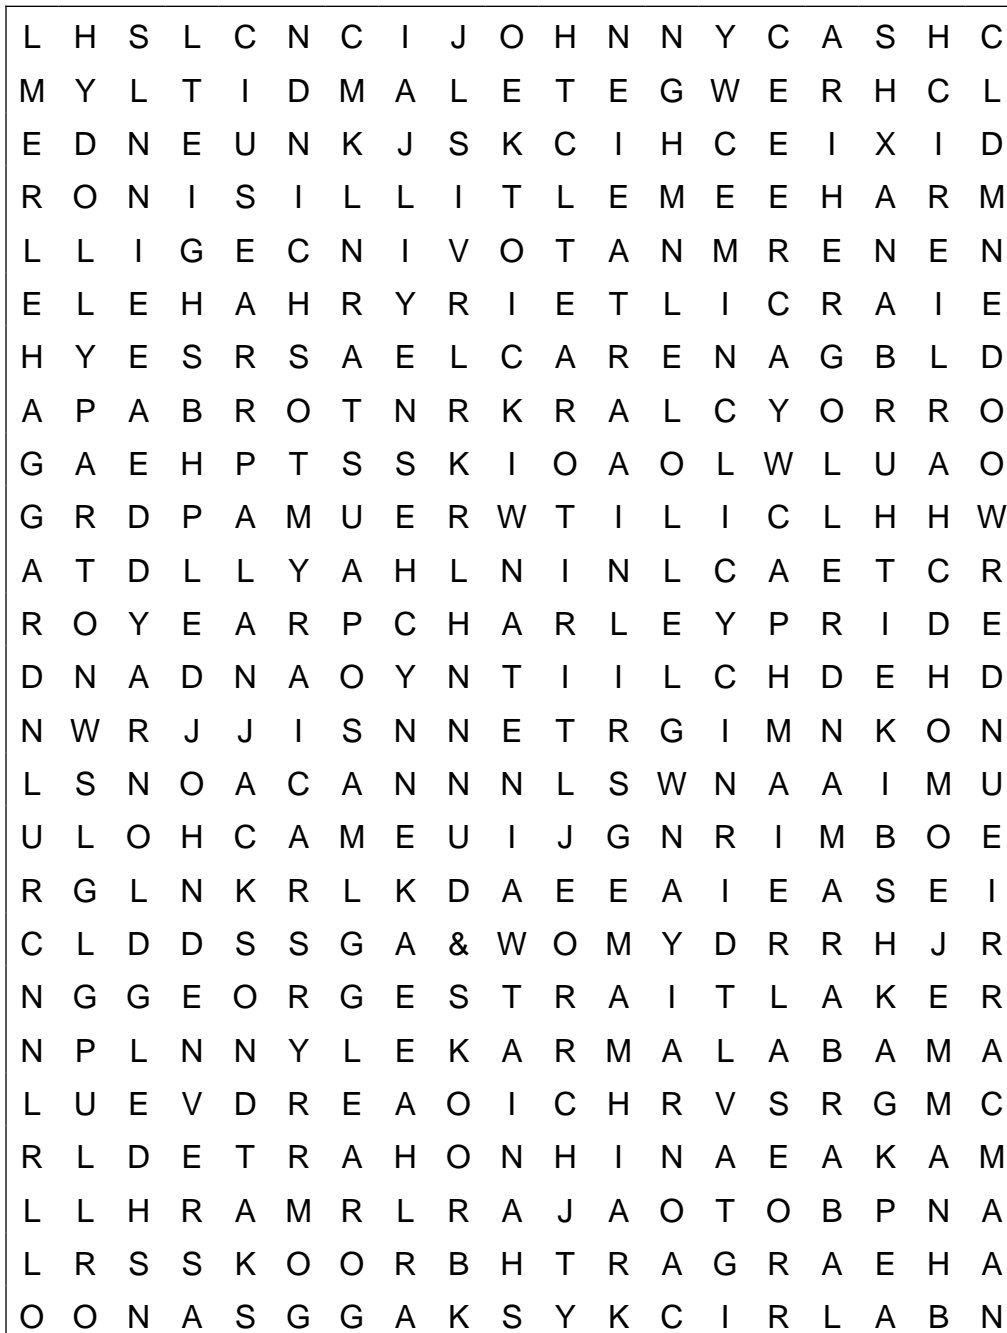 L H S L C N C I J O H N N Y C A S H C
M Y L T I D M A L E T E G W E R H C L
E D N E U N K J S K C I H C E I X I D
R O N I S I L L I T L E M E E H A R M
L L I G E C N I V O T A N M R E N E N
E L E H A H R Y R I E T L I C R A I E
H Y E S R S A E L C A R E N A G B L D
A P A B R O T N R K R A L C Y O R R O
G A E H P T S S K I O A O L W L U A O
G R D P A M U E R W T I L I C L H H W
A T D L L Y A H L N I N L C A E T C R
R O Y E A R P C H A R L E Y P R I D E
D N A D N A O Y N T I I L C H D E H D
N W R J J I S N N E T R G I M N K O N
L S N O A C A N N N L S W N A A I M U
U L O H C A M E U I J G N R I M B O E
R G L N K R L K D A E E A I E A S E I
C L D D S S G A & W O M Y D R R H J R
N G G E O R G E S T R A I T L A K E R
N P L N N Y L E K A R M A L A B A M A
L U E V D R E A O I C H R V S R G M C
R L D E T R A H O N H I N A E A K A M
L L H R A M R L R A J A O T O B P N A
L R S S K O O R B H T R A G R A E H A
O O N A S G G A K S Y K C I R L A B N